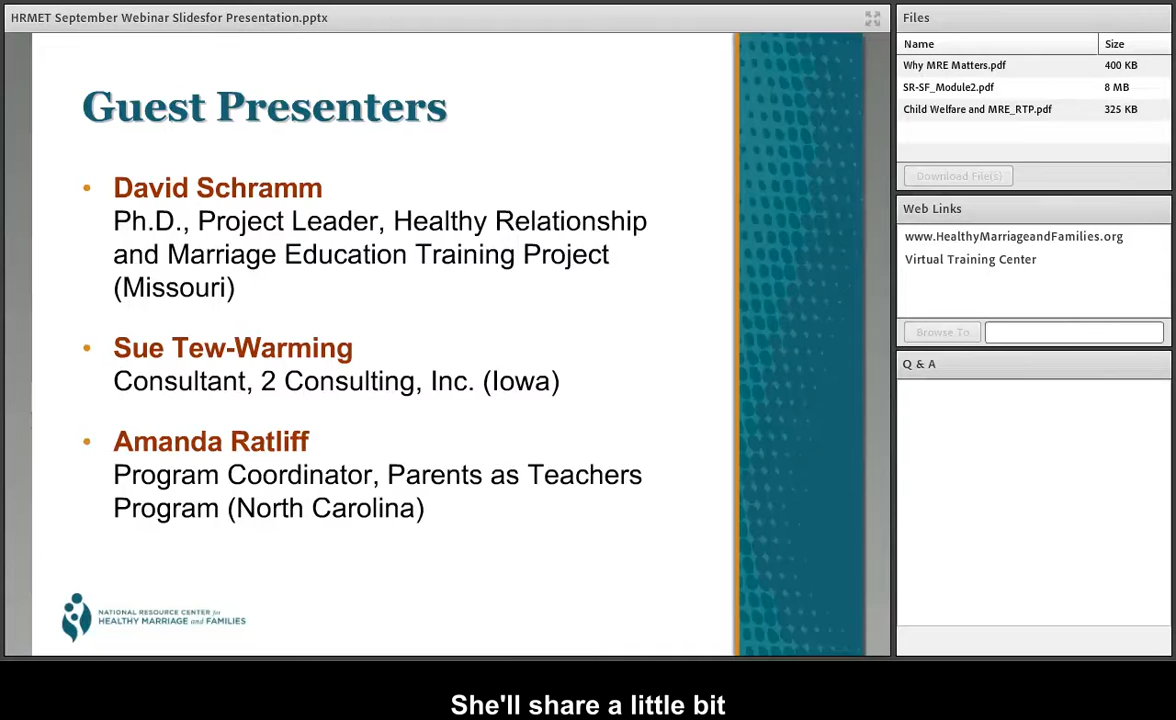 HRMET September Webinar Slidesfor Presentation.pptx
Guest Presenters
• David Schramm
Ph.D., Project Leader, Healthy Relationship
and Marriage Education Training Project
(Missouri)
• Sue Tew-Warming
Consultant, 2 Consulting, Inc. (Iowa)
• Amanda Ratliff
Program Coordinator, Parents as Teachers
Program (North Carolina)
NATIONAL RESOURCE CENTER for
HEALTHY MARRIAGE and FAMILIES
Files
Name Size
Why MRE Matters.pdf 400 KB
SR-SF_Module2.pdf 8 MB
Child Welfare and MRE_RTP.pdf 325 KB
Download File(s)
Web Links
www.HealthyMarriageandFamilies.org
Virtual Training Center
Browse To
Q & A
She'll share a little bit